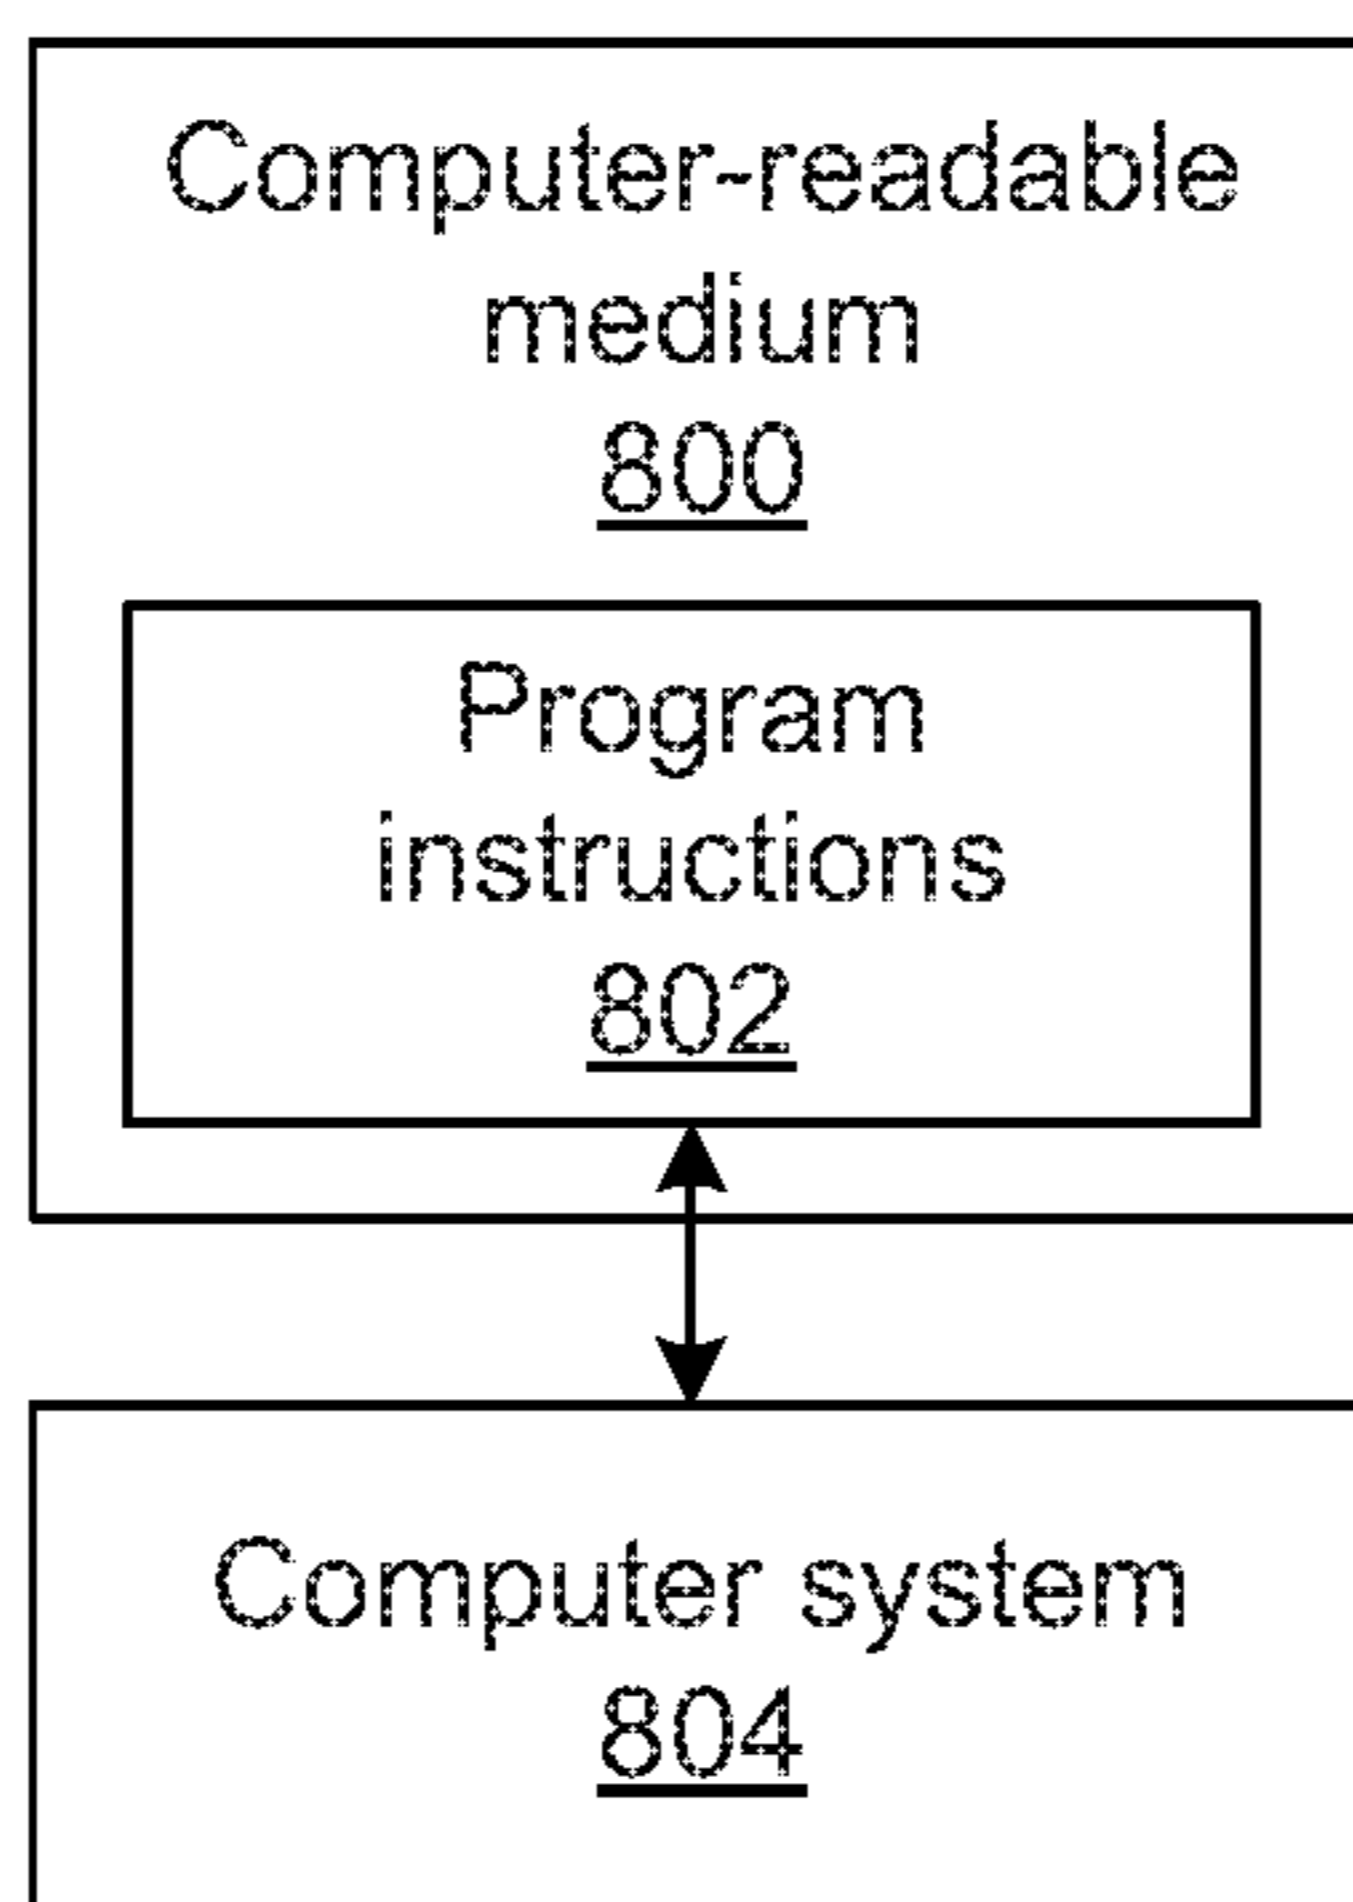 Computer-readable
medium
800
Program
instructions
802
Computer system
804